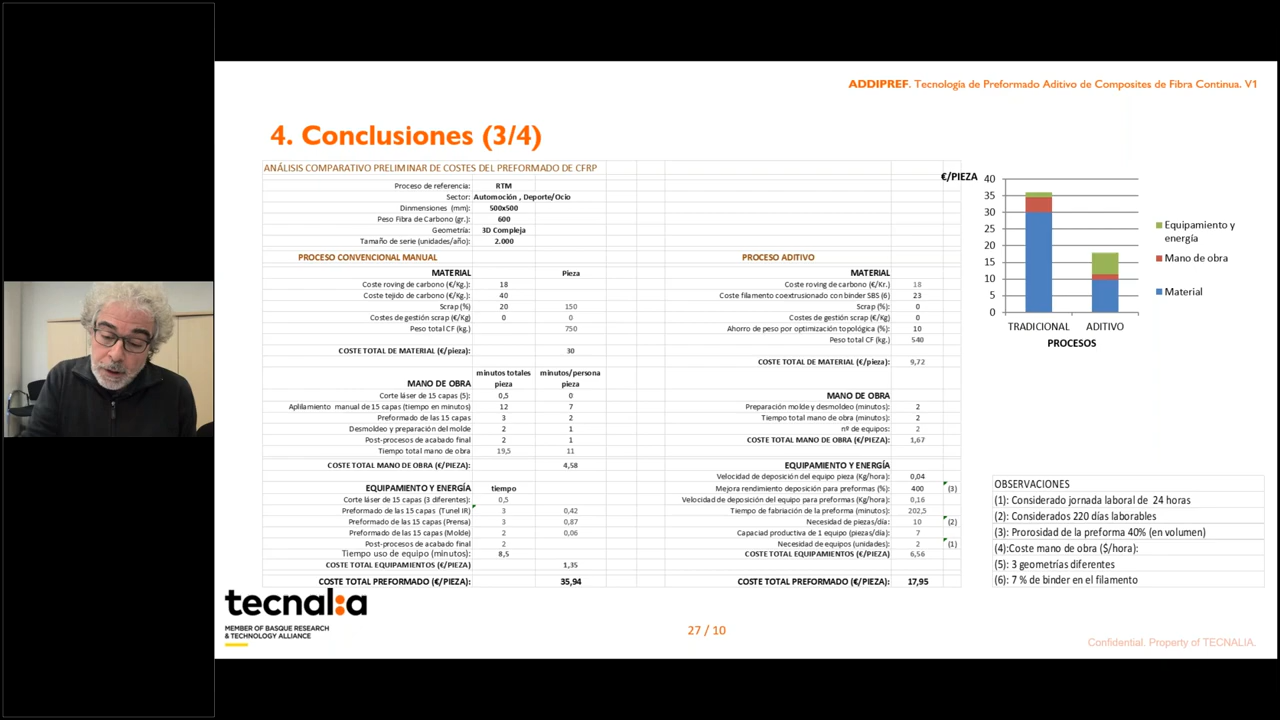 ADDIPREF. Tecnología de Preformado Aditivo de Composites de Fibra Continua. V1
4. Conclusiones (3/4)
ANÁLISIS COMPARATIVO PRELIMINAR DE COSTES DEL PREFORMADO DE CFRP
Proceso de referencia: RTM
Sector: Automoción , Deporte/Ocio
Dinmensiones (mm): 500x500
Peso Fibra de Carbono (gr.): 600
Geometría: 3D Compleja
Tamaño de serie (unidades/año): 2.000
PROCESO CONVENCIONAL MANUAL
MATERIAL Pieza
Coste roving de carbono (€/Kg.): 18
Coste tejido de carbono (€/Kg.): 40
Scrap (%) 20 150
Costes de gestión scrap (€/Kg) 0 0
Peso total CF (kg.) 750
COSTE TOTAL DE MATERIAL (€/pieza): 30
minutos totales minutos/persona
MANO DE OBRA pieza pieza
Corte láser de 15 capas (5): 0,5 0
Aplilamiento manual de 15 capas (tiempo en minutos) 12 7
Preformado de las 15 capas 3 2
Desmoldeo y preparación del molde 2 1
Post-procesos de acabado final 2 1
Tiempo total mano de obra 19,5 11
COSTE TOTAL MANO DE OBRA (€/PIEZA): 4,58
EQUIPAMIENTO Y ENERGÍA tiempo
Corte láser de 15 capas (3 diferentes): 0,5
Preformado de las 15 capas (Tunel IR) 3 0,42
Preformado de las 15 capas (Prensa) 3 0,87
Preformado de las 15 capas (Molde) 2 0,06
Post-procesos de acabado final 2
Tiempo uso de equipo (minutos): 8,5
COSTE TOTAL EQUIPAMIENTOS (€/PIEZA) 1,35
COSTE TOTAL PREFORMADO (€/PIEZA): 35,94
PROCESO ADITIVO
MATERIAL
Coste roving de carbono (€/Kr.) 18
Coste filamento coextrusionado con binder SBS (6) 23
Scrap (%): 0
Costes de gestión scrap (€/Kg) 0
Ahorro de peso por optimización topológica (%): 10
Peso total CF (kg.) 540
COSTE TOTAL DE MATERIAL (€/pieza): 9,72
MANO DE OBRA:
Preparación molde y desmoldeo (minutos): 2
Tiempo total mano de obra (minutos): 2
nº de equipos: 2
COSTE TOTAL MANO DE OBRA (€/PIEZA): 1,67
EQUIPAMIENTO Y ENERGÍA
Velocidad de deposición del equipo pieza (Kg/hora): 0,04
Mejora rendimiento deposición para preformas (%): 400 (3)
Velocidad de deposición del equipo para preformas (Kg/hora): 0,16
Tiempo de fabriación de la preforma (minutos): 202,5
Necesidad de piezas/día: 10 (2)
Capaciad productiva de 1 equipo (piezas/día): 7
Necesidad de equipos (unidades): 2 (1)
COSTE TOTAL EQUIPAMIENTOS (€/PIEZA) 6,56
COSTE TOTAL PREFORMADO (€/PIEZA): 17,95
€/PIEZA
40
35
30
25
20
15
10
5
0
TRADICIONAL ADITIVO
PROCESOS
Equipamiento y
energía
Mano de obra
Material
OBSERVACIONES
(1): Considerado jornada laboral de 24 horas
(2): Considerados 220 días laborables
(3): Prorosidad de la preforma 40% (en volumen)
(4):Coste mano de obra ($/hora):
(5): 3 geometrías diferentes
(6): 7 % de binder en el filamento
tecnal:a
MEMBER OF BASQUE RESEARCH
& TECHNOLOGY ALLIANCE
27 / 10
Confidential. Property of TECNALIA.